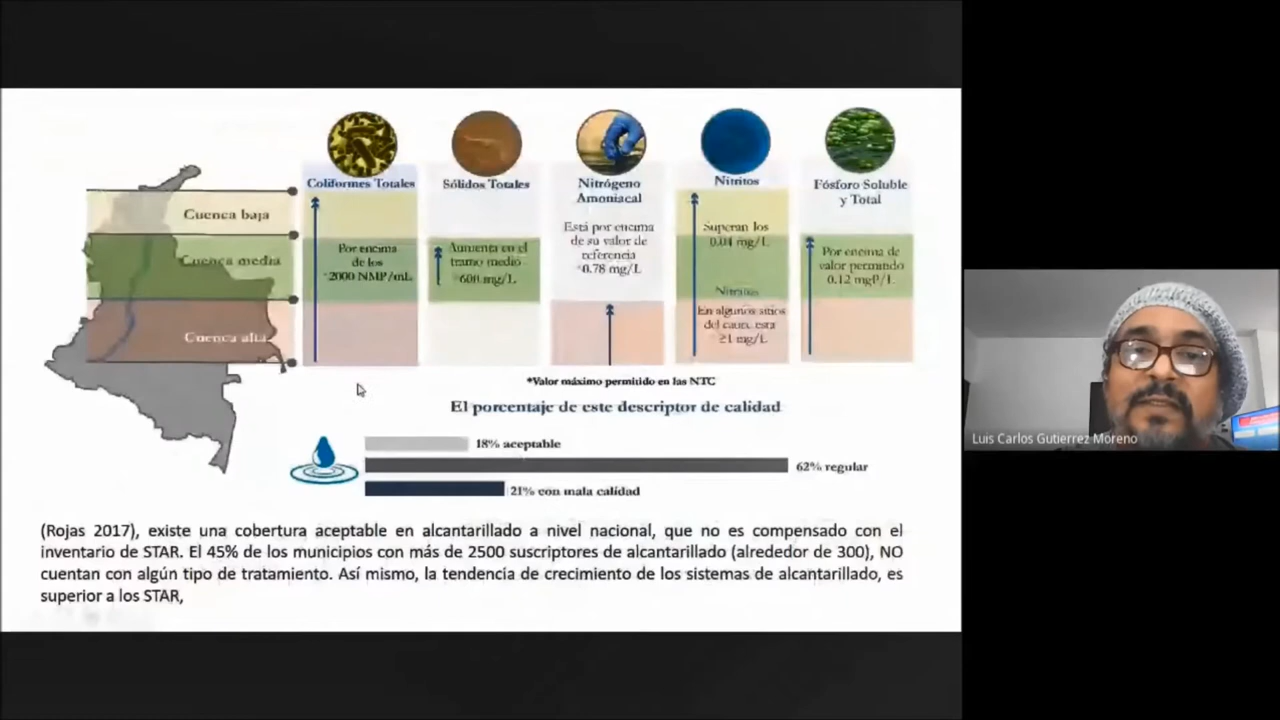 Coliformes Totales
Sólidos Totales
Nitrógeno
Amoniacal
Nitritos
Fósforo Soluble
y Total
Cuenca baja
Cuenca media
Cuenca alta
Por encima
de los
*2000 NMP/mL
Aumenta en el
tramo medio
*600 mg/L
Está por encima
de su valor de
referencia
*0.78 mg/L
Superan los
0.04 mg/L
Nitratos
En algunos sitios
del cauce esta
≥1 mg/L
Por encima de
valor permitido
0.12 mgP/L
*Valor máximo permitido en las NTC
El porcentaje de este descriptor de calidad
18% aceptable
62% regular
21% con mala calidad
(Rojas 2017), existe una cobertura aceptable en alcantarillado a nivel nacional, que no es compensado con el
inventario de STAR. El 45% de los municipios con más de 2500 suscriptores de alcantarillado (alrededor de 300), NO
cuentan con algún tipo de tratamiento. Así mismo, la tendencia de crecimiento de los sistemas de alcantarillado, es
superior a los STAR,
Luis Carlos Gutierrez Moreno